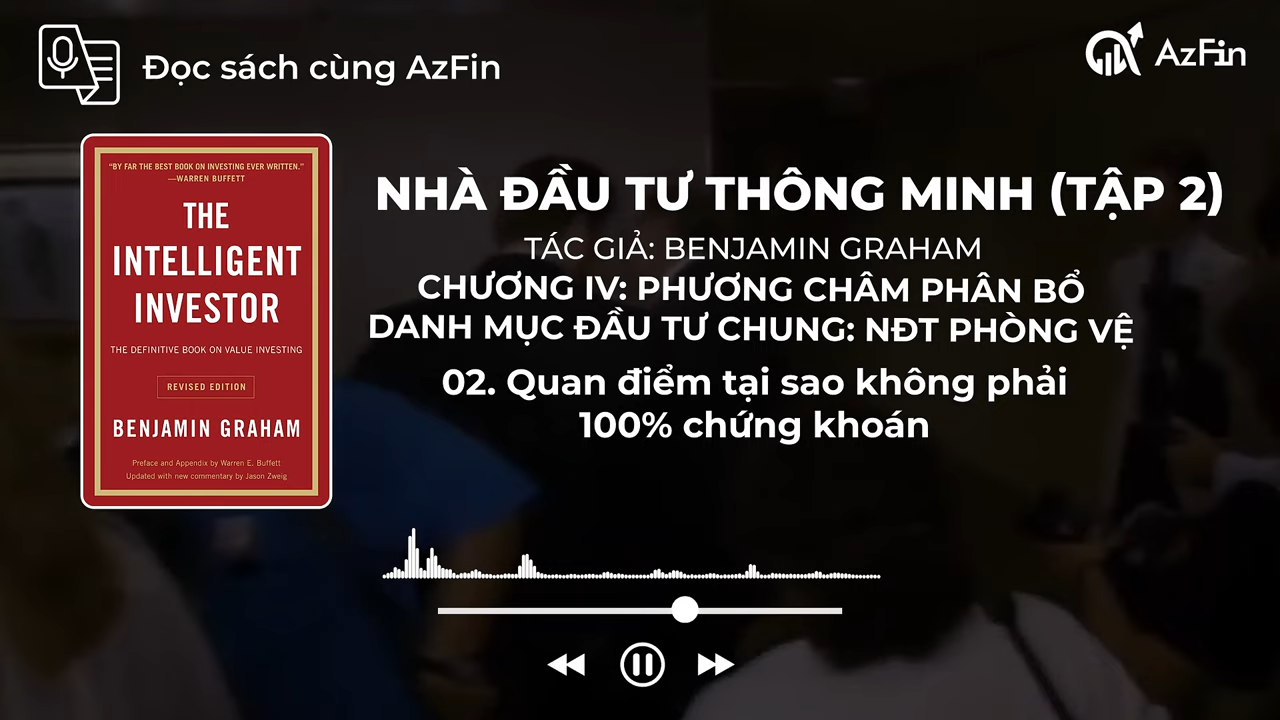 Đọc sách cùng AzFin
AzFin
"BY FAR THE BEST BOOK ON INVESTING EVER WRITTEN."
—WARREN BUFFETT
THE
INTELLIGENT
INVESTOR
THE DEFINITIVE BOOK ON VALUE INVESTING
REVISED EDITION
BENJAMIN GRAHAM
Preface and Appendix by Warren E. Buffett
Updated with new commentary by Jason Zweig
NHÀ ĐẦU TƯ THÔNG MINH (TẬP 2)
TÁC GIẢ: BENJAMIN GRAHAM
CHƯƠNG IV: PHƯƠNG CHÂM PHÂN BỔ
DANH MỤC ĐẦU TƯ CHUNG: NĐT PHÒNG VỆ
02. Quan điểm tại sao không phải
100% chứng khoán